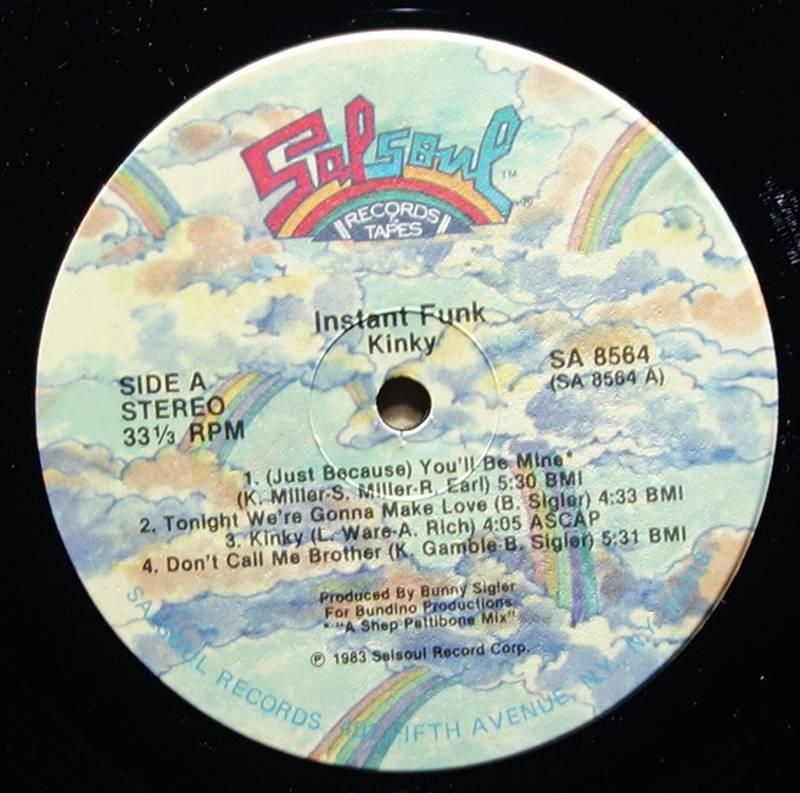 Salsoul TM
®
RECORDS
&
TAPES
Instant Funk
Kinky
SIDE A
STEREO
33⅓ RPM
SA 8564
(SA 8564 A)
1. (Just Because) You'll Be Mine*
(K. Miller-S. Miller-R. Earl) 5:30 BMI
2. Tonight We're Gonna Make Love (B. Sigler) 4:33 BMI
3. Kinky (L. Ware-A. Rich) 4:05 ASCAP
4. Don't Call Me Brother (K. Gamble-B. Sigler) 5:31 BMI
Produced By Bunny Sigler
For Bundino Productions
* "A Shep Pettibone Mix"
℗ 1983 Salsoul Record Corp.
SALSOUL RECORDS, 401 FIFTH AVENUE, N.Y., N.Y.